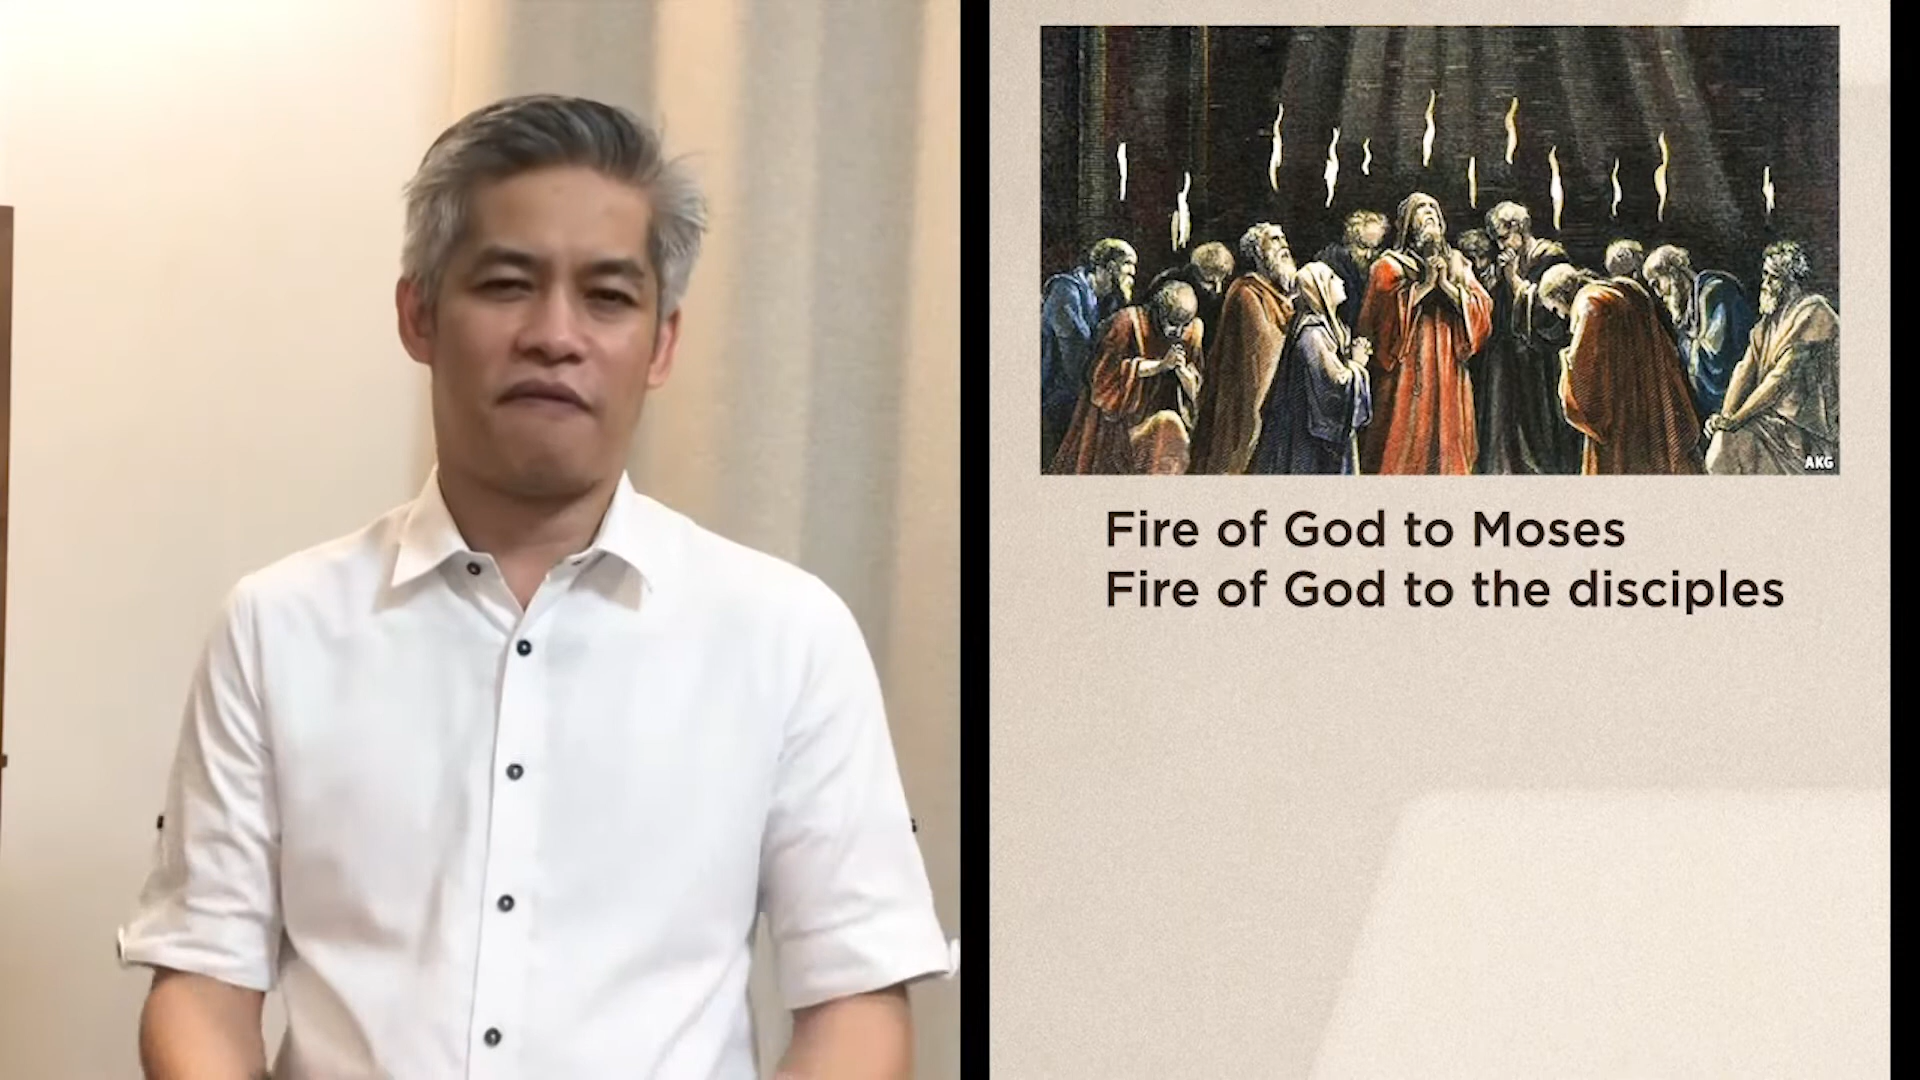 AKG
Fire of God to Moses
Fire of God to the disciples